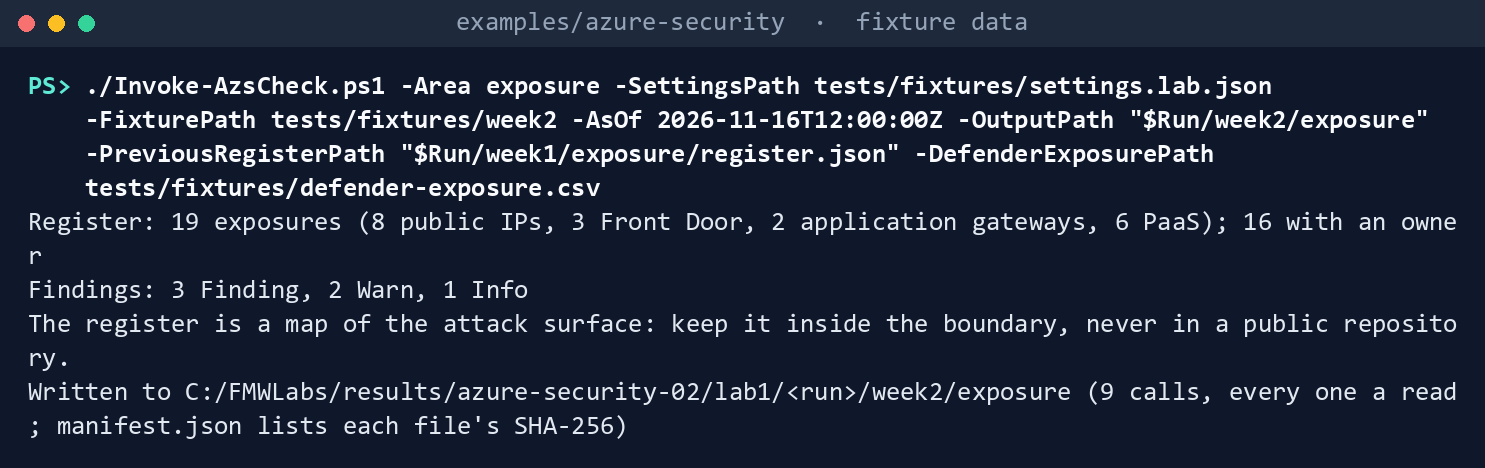 examples/azure-security · fixture data
PS> ./Invoke-AzsCheck.ps1 -Area exposure -SettingsPath tests/fixtures/settings.lab.json
-FixturePath tests/fixtures/week2 -AsOf 2026-11-16T12:00:00Z -OutputPath "$Run/week2/exposure"
-PreviousRegisterPath "$Run/week1/exposure/register.json" -DefenderExposurePath
tests/fixtures/defender-exposure.csv
Register: 19 exposures (8 public IPs, 3 Front Door, 2 application gateways, 6 PaaS); 16 with an owne
r
Findings: 3 Finding, 2 Warn, 1 Info
The register is a map of the attack surface: keep it inside the boundary, never in a public reposito
ry.
Written to C:/FMWLabs/results/azure-security-02/lab1/<run>/week2/exposure (9 calls, every one a read
; manifest.json lists each file's SHA-256)